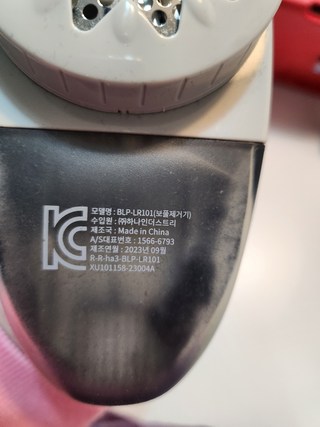 KC
모델명 : BLP-LR101(보풀제거기)
수입원 : ㈜하나인더스트리
제조국 : Made in China
A/S대표번호 : 1566-6793
제조연월 : 2023년 09월
R-R-ha3-BLP-LR101
XU101158-23004A